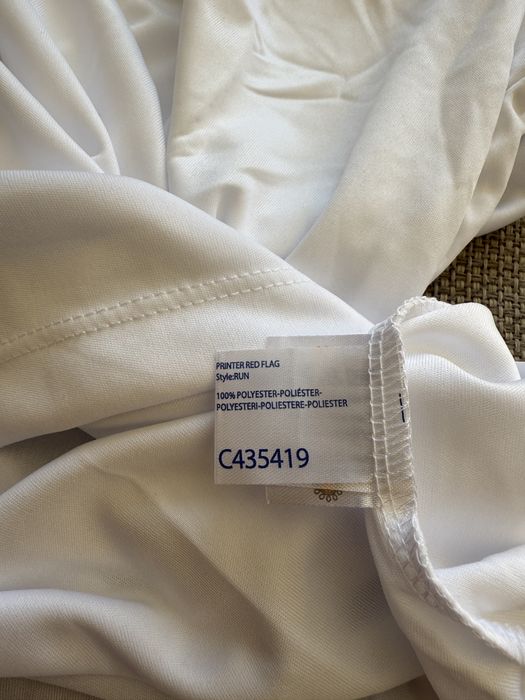 PRINTER RED FLAG
Style:RUN
100% POLYESTER-POLIÉSTER-
POLYESTERI-POLIESTERE-POLIESTER
C435419